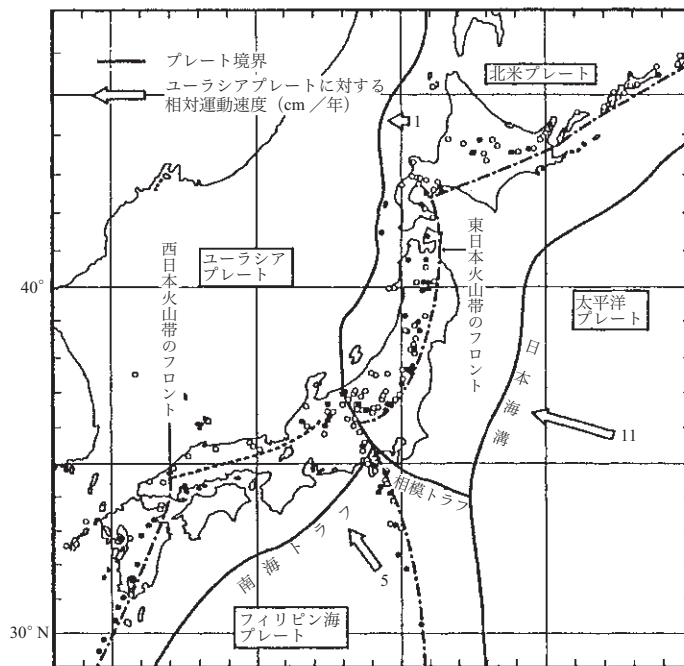 プレート境界
ユーラシアプレートに対する
相対運動速度（cm／年）
北米プレート
11
西日本火山帯のフロント
ユーラシア
プレート
東日本火山帯のフロント
40°
太平洋
プレート
日本海溝
11
相模トラフ
南海トラフ
5
フィリピン海
プレート
30° N